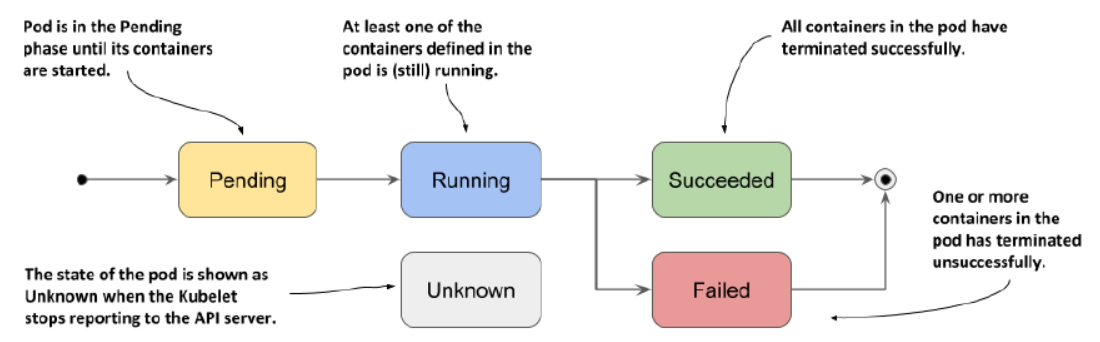 Pod is in the Pending
phase until its containers
are started.
At least one of the
containers defined in the
pod is (still) running.
All containers in the pod have
terminated successfully.
Pending
Running
Succeeded
One or more
containers in the
pod has terminated
unsuccessfully.
The state of the pod is shown as
Unknown when the Kubelet
stops reporting to the API server.
Unknown
Failed